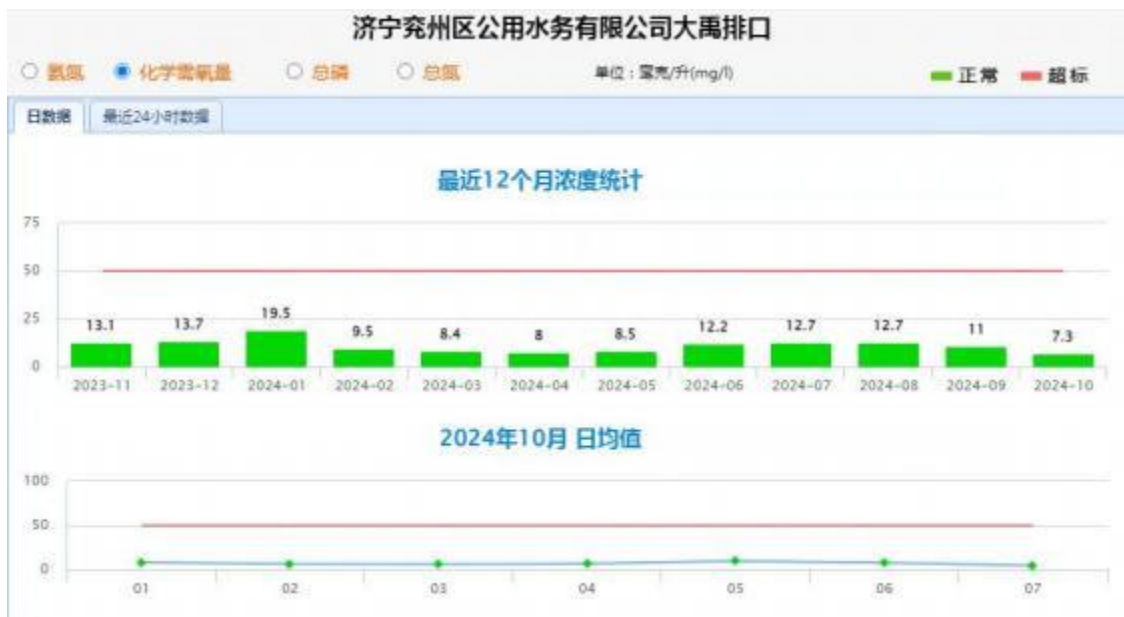 济宁兖州区公用水务有限公司大禹排口
氨氮 化学需氧量 总磷 总氮 单位：毫克/升(mg/l) 正常 超标
日数据 最近24小时数据
最近12个月浓度统计
75
50
25
13.1 13.7 19.5 9.5 8.4 8 8.5 12.2 12.7 12.7 11 7.3
0
2023-11 2023-12 2024-01 2024-02 2024-03 2024-04 2024-05 2024-06 2024-07 2024-08 2024-09 2024-10
2024年10月 日均值
100
50
0
01 02 03 04 05 06 07